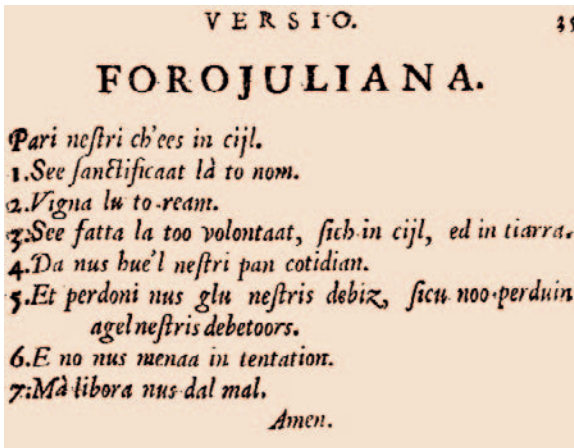 VERSIO. 35
FOROJULIANA.
Pari neſtri ch'ees in cijl.
1.See ſanctificaat là to nom.
2.Vigna lu to-ream.
3:See fatta la too volontaat, ſich in cijl, ed in tiarra.
4.Da nus hue'l neſtri pan cotidian.
5.Et perdoni nus glu neſtris debiz, ſicu noo-perduin
agel neſtris debetoors.
6.E no nus menaa in tentation.
7:Mà libora nus dal mal.
Amen.